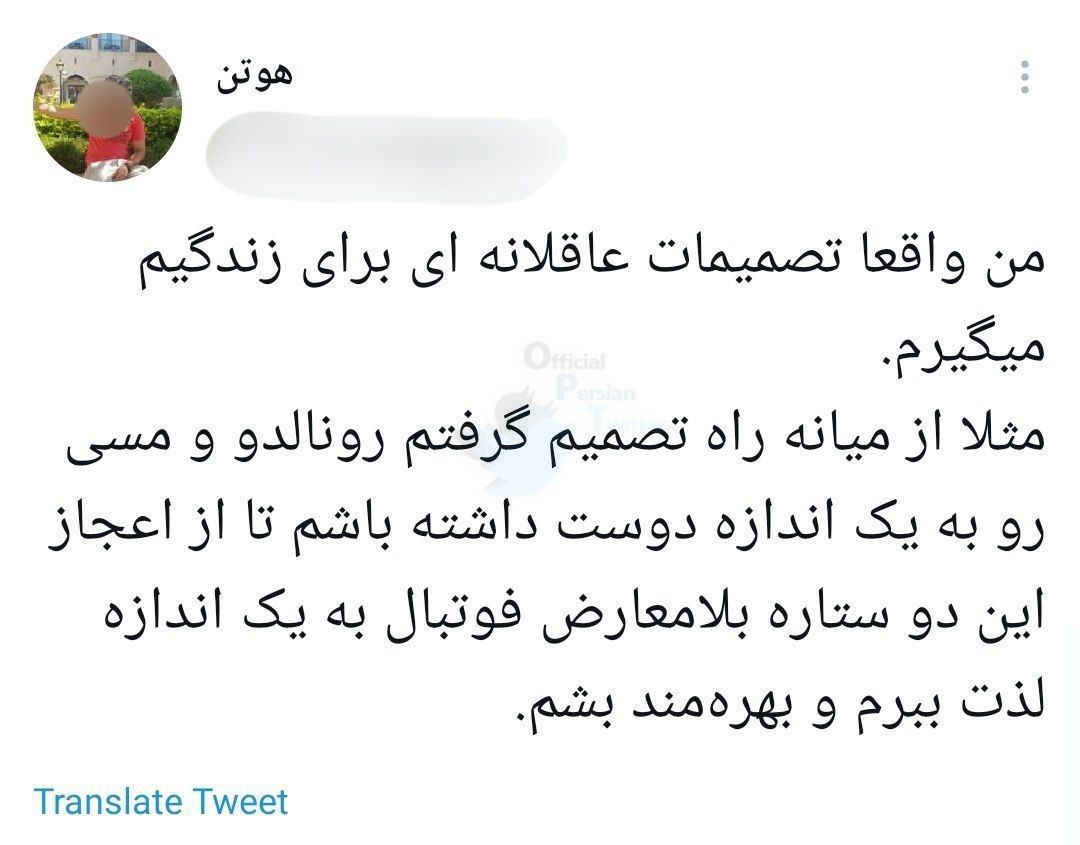 هوتن
من واقعا تصمیمات عاقلانه ای برای زندگیم
میگیرم.
Official
Persian
Twitter
مثلا از میانه راه تصمیم گرفتم رونالدو و مسی
رو به یک اندازه دوست داشته باشم تا از اعجاز
این دو ستاره بلامعارض فوتبال به یک اندازه
لذت ببرم و بهره‌مند بشم.
Translate Tweet